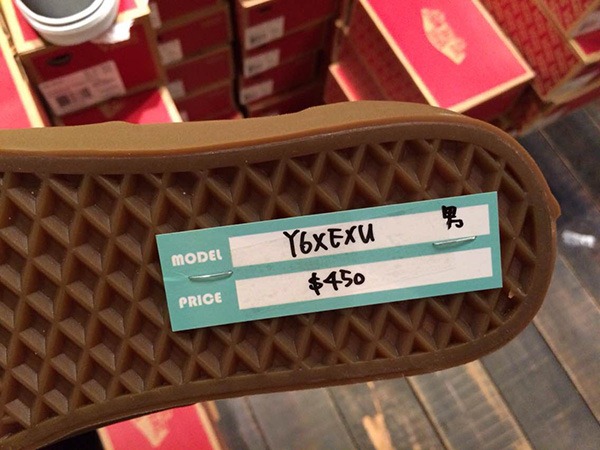 MODEL Y6XEXU 男
PRICE $450